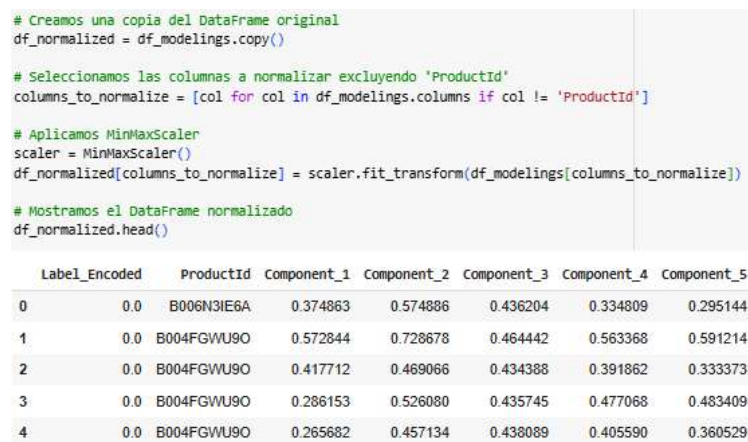 # Creamos una copia del DataFrame original
df_normalized = df_modelings.copy()
# Seleccionamos las columnas a normalizar excluyendo 'ProductId'
columns_to_normalize = [col for col in df_modelings.columns if col != 'ProductId']
# Aplicamos MinMaxScaler
scaler = MinMaxScaler()
df_normalized[columns_to_normalize] = scaler.fit_transform(df_modelings[columns_to_normalize])
# Mostramos el DataFrame normalizado
df_normalized.head()
Label_Encoded ProductId Component_1 Component_2 Component_3 Component_4 Component_5
0 0.0 B006N3IE6A 0.374863 0.574886 0.436204 0.334809 0.295144
1 0.0 B004FGWU9O 0.572844 0.728678 0.464442 0.563368 0.591214
2 0.0 B004FGWU9O 0.417712 0.469066 0.434388 0.391862 0.333373
3 0.0 B004FGWU9O 0.286153 0.526080 0.435745 0.477068 0.483409
4 0.0 B004FGWU9O 0.265682 0.457134 0.438089 0.405590 0.360529